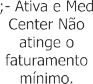 ;- Ativa e Med
Center Não
atinge o
faturamento
mínimo.